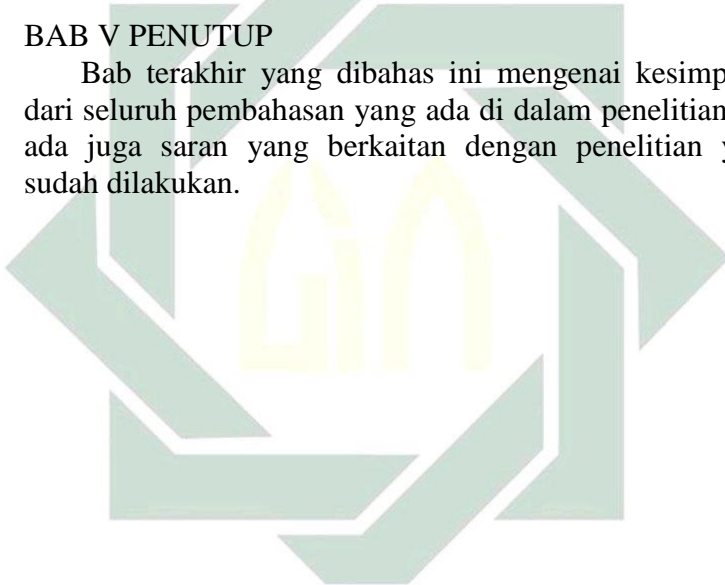 BAB V PENUTUP
Bab terakhir yang dibahas ini mengenai
dari seluruh pembahasan yang ada di dalam penelitian
ada juga saran yang berkaitan dengan penelitian
sudah dilakukan.